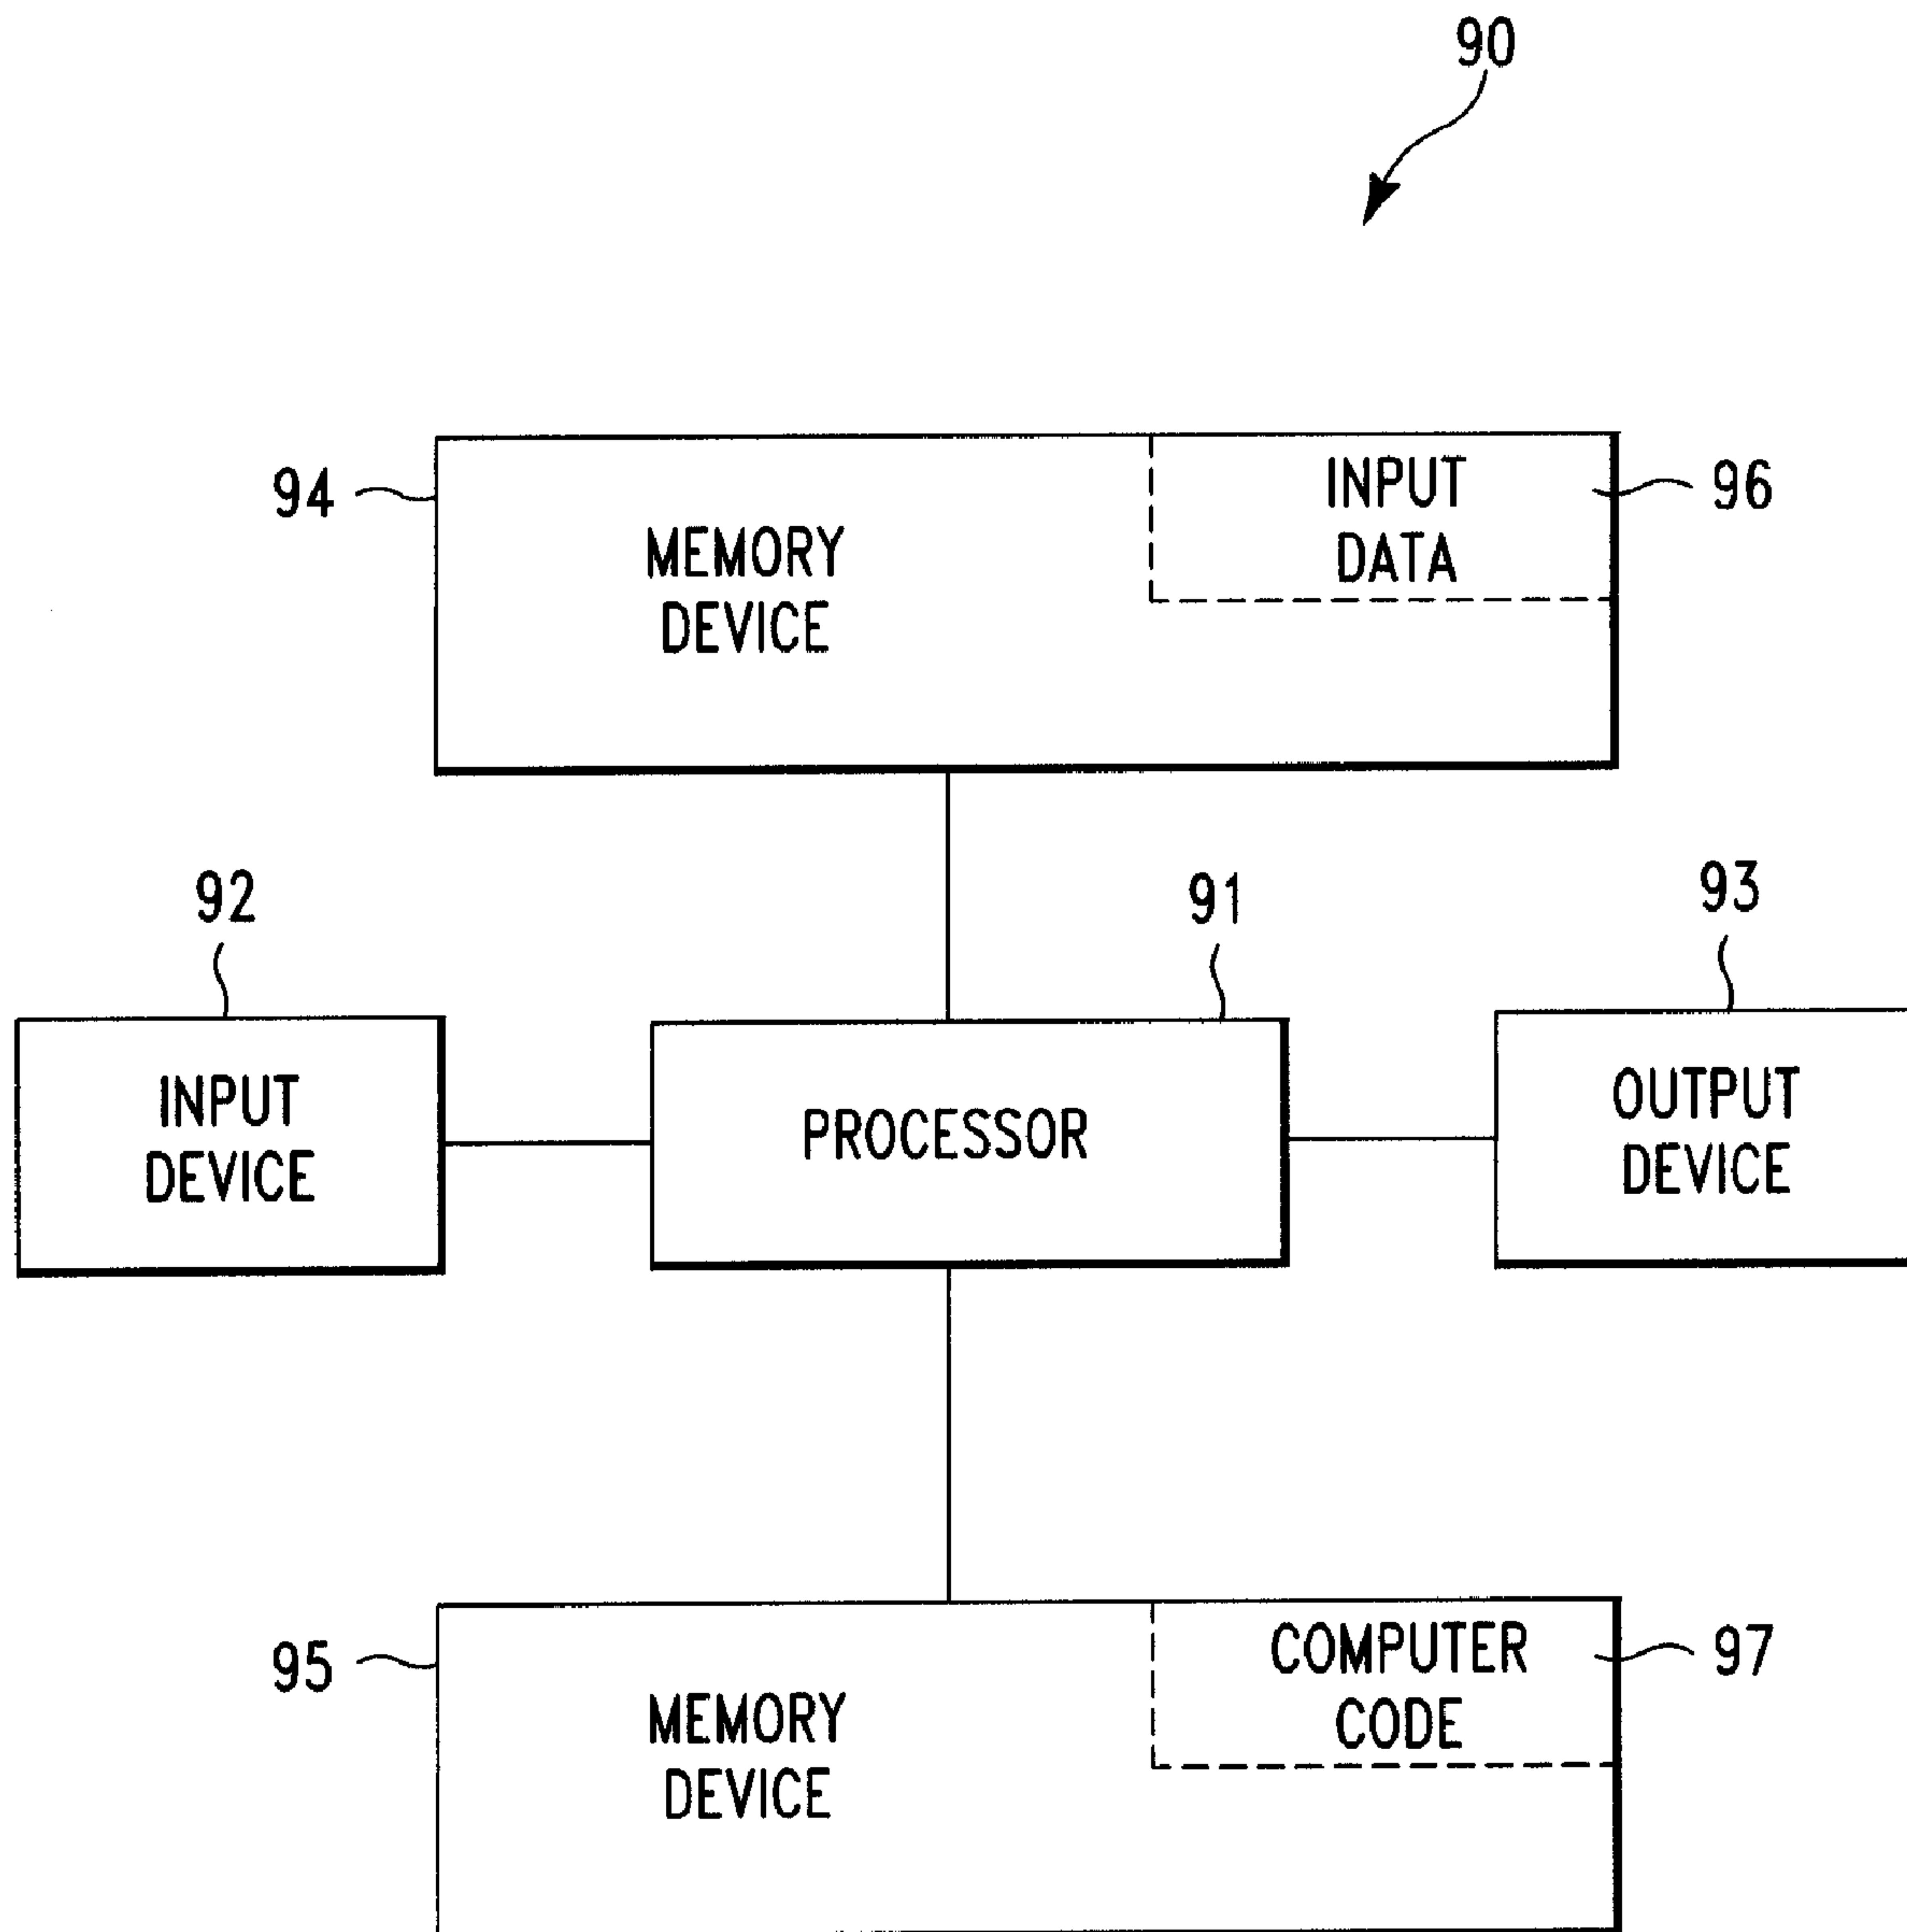 90
94
MEMORY
DEVICE
INPUT
DATA
96
92
91
93
INPUT
DEVICE
PROCESSOR
OUTPUT
DEVICE
95
MEMORY
DEVICE
COMPUTER
CODE
97